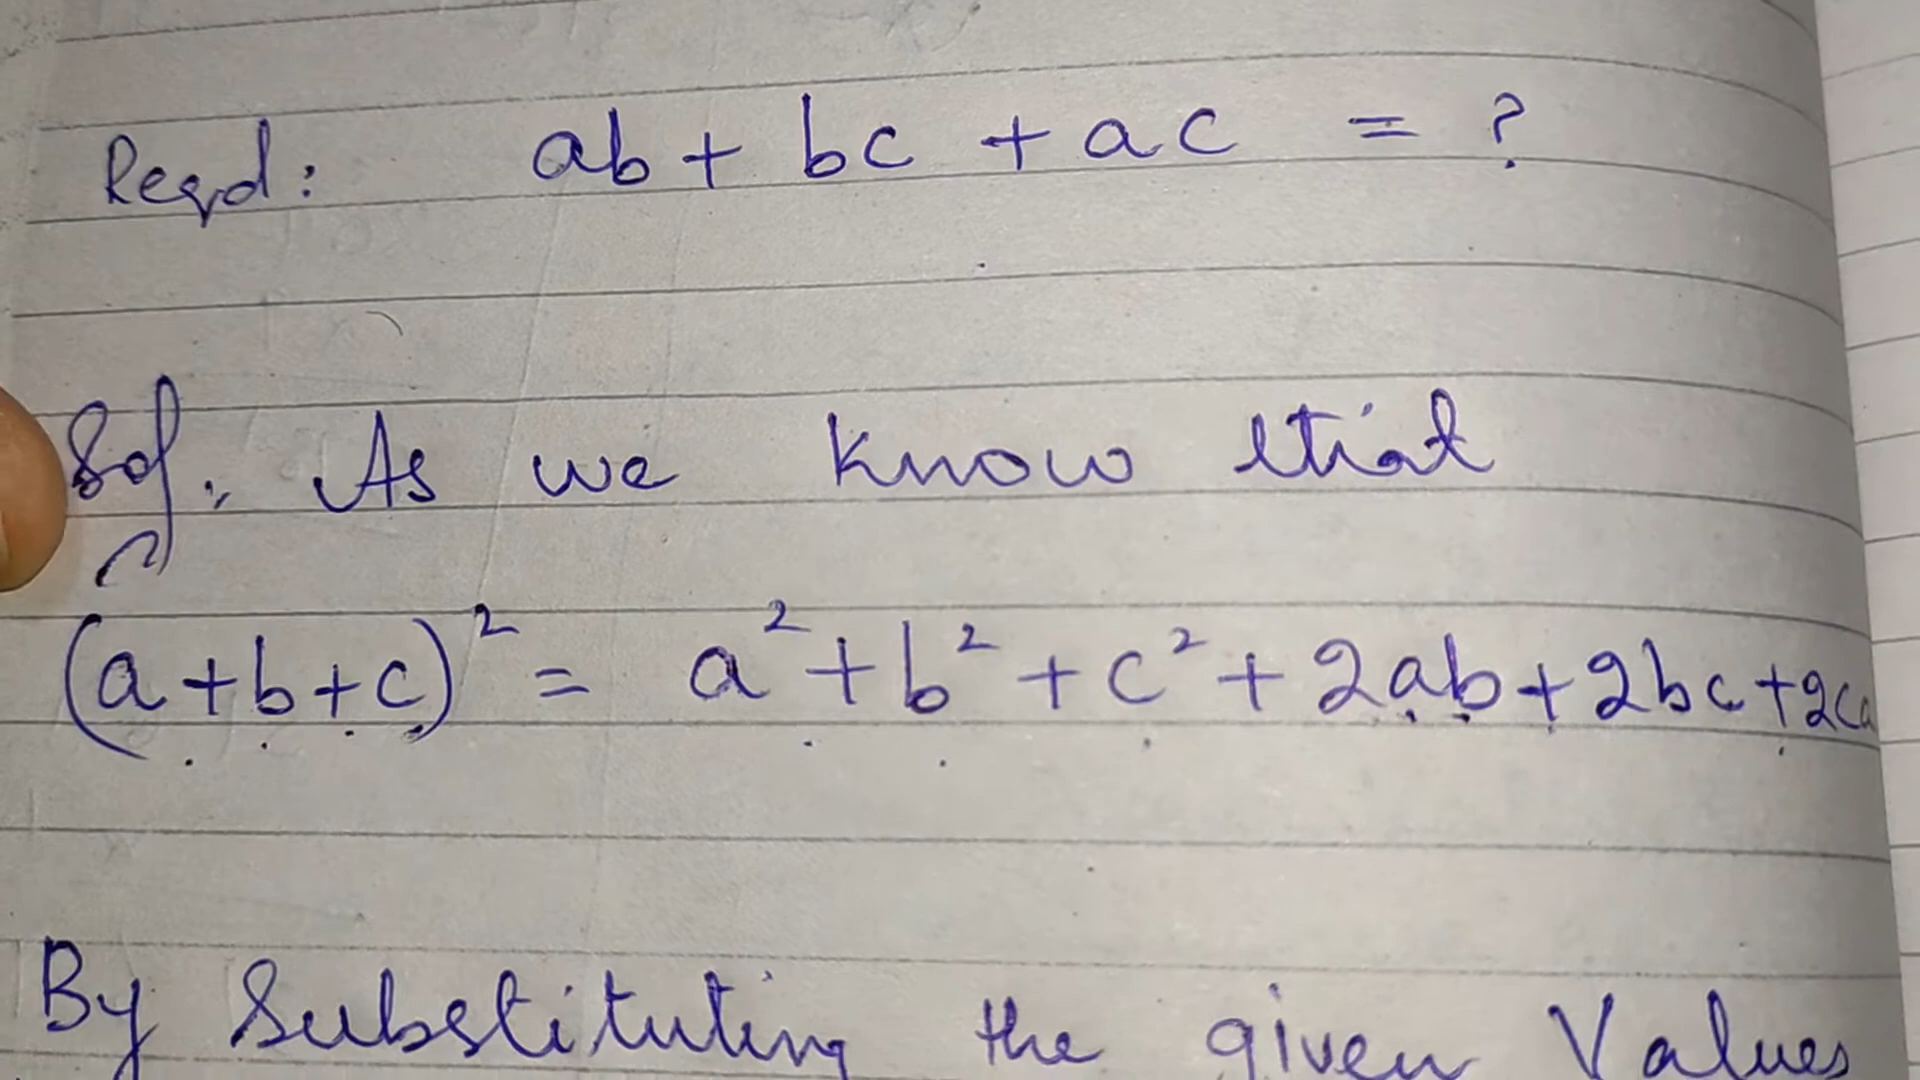 Reqd: ab + bc + ac = ?
Sol: As we know that
(a+b+c)² = a² + b² + c² + 2ab + 2bc + 2ca
By Substituting the given Values